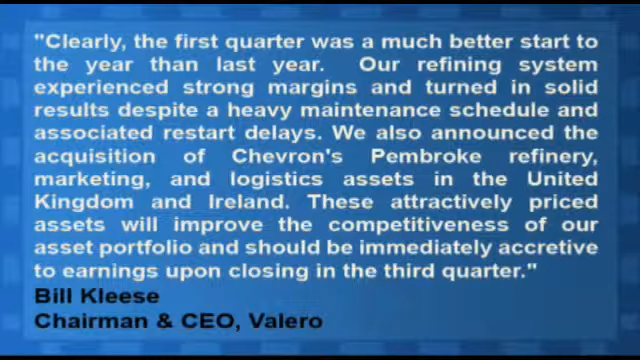 "Clearly, the first quarter was a much better start to
the year than last year. Our refining system
experienced strong margins and turned in solid
results despite a heavy maintenance schedule and
associated restart delays. We also announced the
acquisition of Chevron's Pembroke refinery,
marketing, and logistics assets in the United
Kingdom and Ireland. These attractively priced
assets will improve the competitiveness of our
asset portfolio and should be immediately accretive
to earnings upon closing in the third quarter."
Bill Kleese
Chairman & CEO, Valero